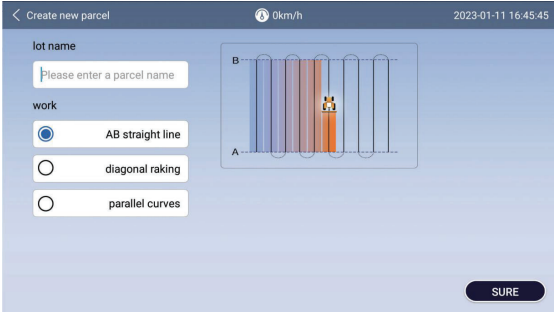 Create new parcel
0km/h
2023-01-11 16:45:45
lot name
Please enter a parcel name
work
AB straight line
diagonal raking
parallel curves
B
A
SURE